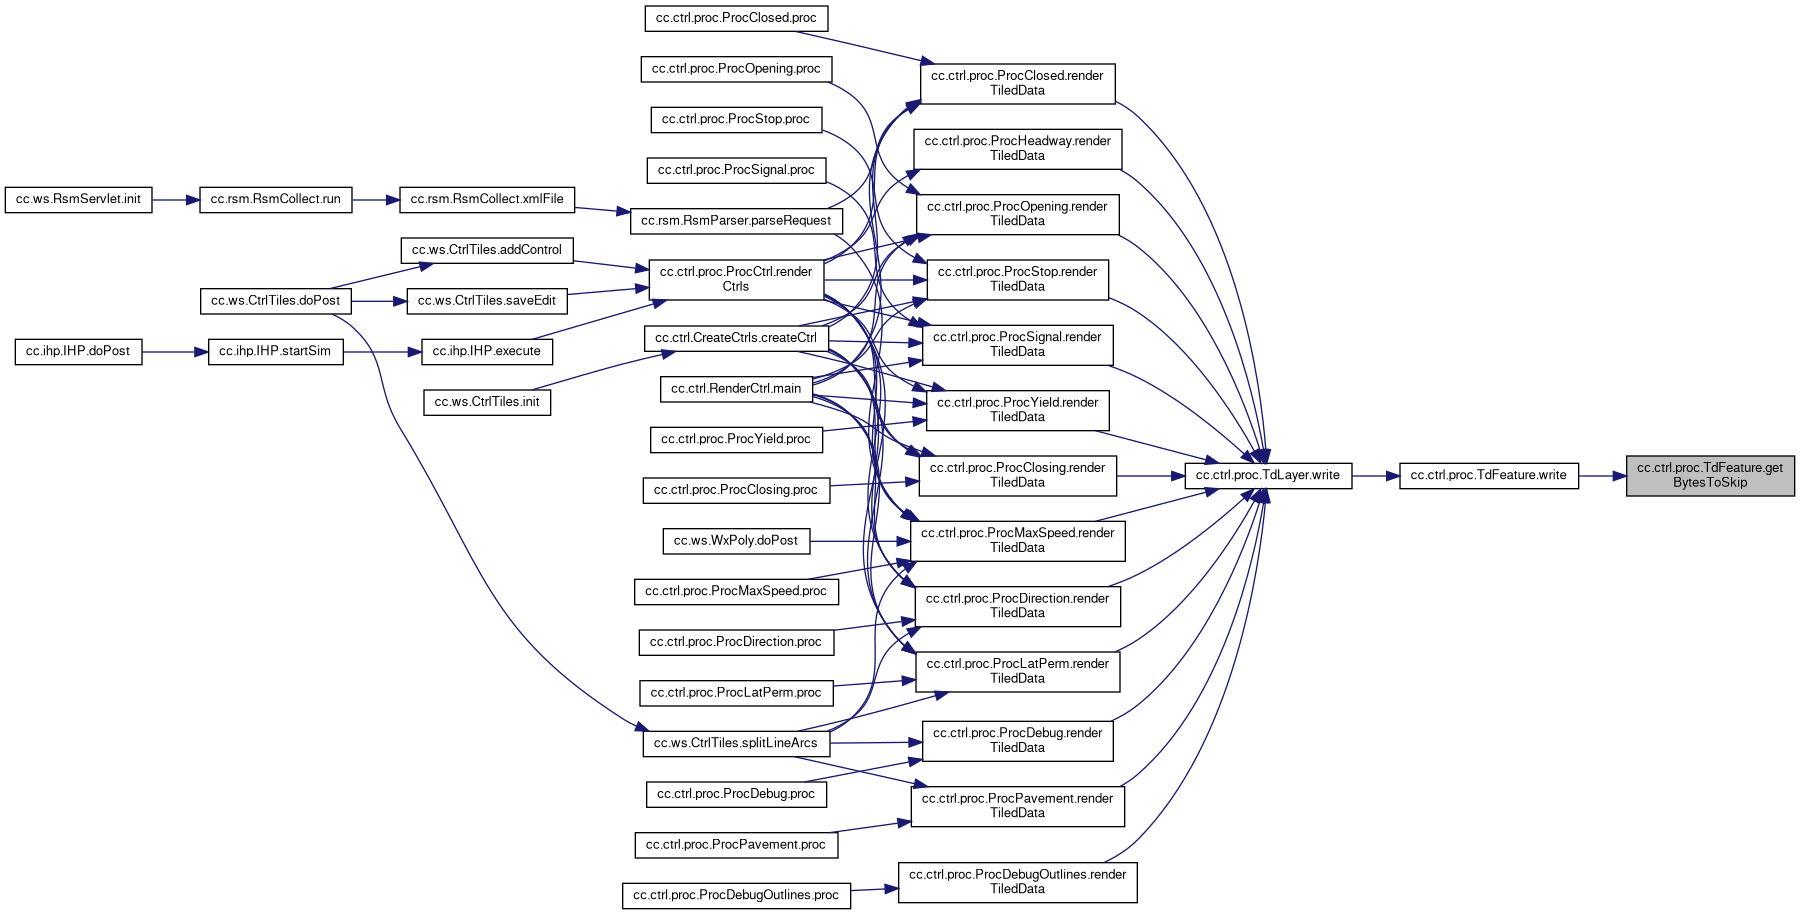 cc.ws.RsmServlet.init
cc.ihp.IHP.doPost
cc.rsm.RsmCollect.run
cc.ws.CtrlTiles.doPost
cc.ihp.IHP.startSim
cc.rsm.RsmCollect.xmlFile
cc.ws.CtrlTiles.addControl
cc.ws.CtrlTiles.saveEdit
cc.ihp.IHP.execute
cc.ws.CtrlTiles.init
cc.ctrl.proc.ProcClosed.proc
cc.ctrl.proc.ProcOpening.proc
cc.ctrl.proc.ProcStop.proc
cc.ctrl.proc.ProcSignal.proc
cc.rsm.RsmParser.parseRequest
cc.ctrl.proc.ProcCtrl.render
Ctrls
cc.ctrl.CreateCtrls.createCtrl
cc.ctrl.RenderCtrl.main
cc.ctrl.proc.ProcYield.proc
cc.ctrl.proc.ProcClosing.proc
cc.ws.WxPoly.doPost
cc.ctrl.proc.ProcMaxSpeed.proc
cc.ctrl.proc.ProcDirection.proc
cc.ctrl.proc.ProcLatPerm.proc
cc.ws.CtrlTiles.splitLineArcs
cc.ctrl.proc.ProcDebug.proc
cc.ctrl.proc.ProcPavement.proc
cc.ctrl.proc.ProcDebugOutlines.proc
cc.ctrl.proc.ProcClosed.render
TiledData
cc.ctrl.proc.ProcHeadway.render
TiledData
cc.ctrl.proc.ProcOpening.render
TiledData
cc.ctrl.proc.ProcStop.render
TiledData
cc.ctrl.proc.ProcSignal.render
TiledData
cc.ctrl.proc.ProcYield.render
TiledData
cc.ctrl.proc.ProcClosing.render
TiledData
cc.ctrl.proc.ProcMaxSpeed.render
TiledData
cc.ctrl.proc.ProcDirection.render
TiledData
cc.ctrl.proc.ProcLatPerm.render
TiledData
cc.ctrl.proc.ProcDebug.render
TiledData
cc.ctrl.proc.ProcPavement.render
TiledData
cc.ctrl.proc.ProcDebugOutlines.render
TiledData
cc.ctrl.proc.TdLayer.write
cc.ctrl.proc.TdFeature.write
cc.ctrl.proc.TdFeature.get
BytesToSkip